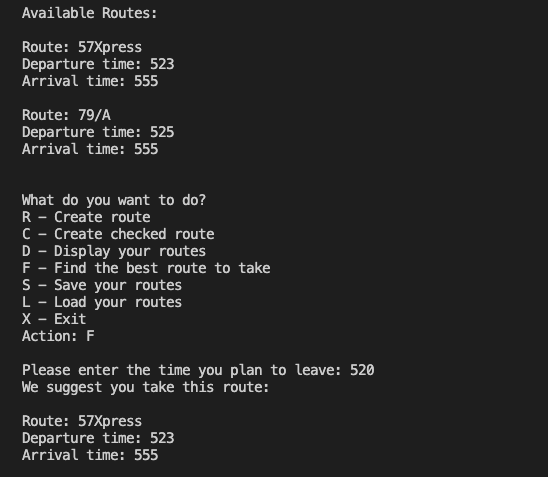 Available Routes:
Route: 57Xpress
Departure time: 523
Arrival time: 555
Route: 79/A
Departure time: 525
Arrival time: 555
What do you want to do?
R – Create route
C – Create checked route
D – Display your routes
F – Find the best route to take
S – Save your routes
L – Load your routes
X – Exit
Action: F
Please enter the time you plan to leave: 520
We suggest you take this route:
Route: 57Xpress
Departure time: 523
Arrival time: 555